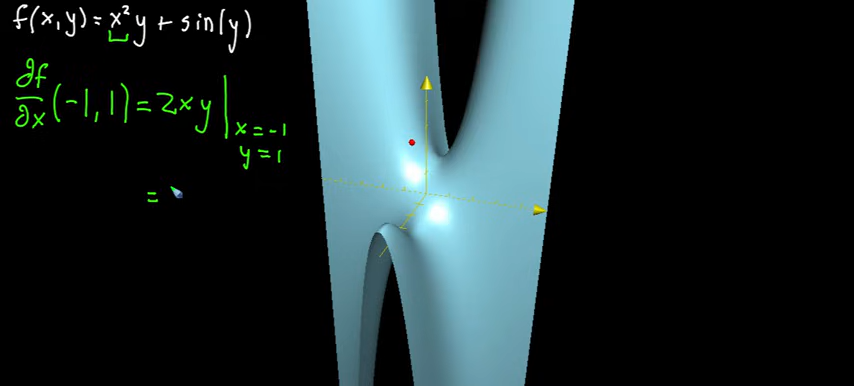 f(x,y) = x²y + sin(y)
∂f/∂x (-1, 1) = 2xy | x = -1
y = 1
=